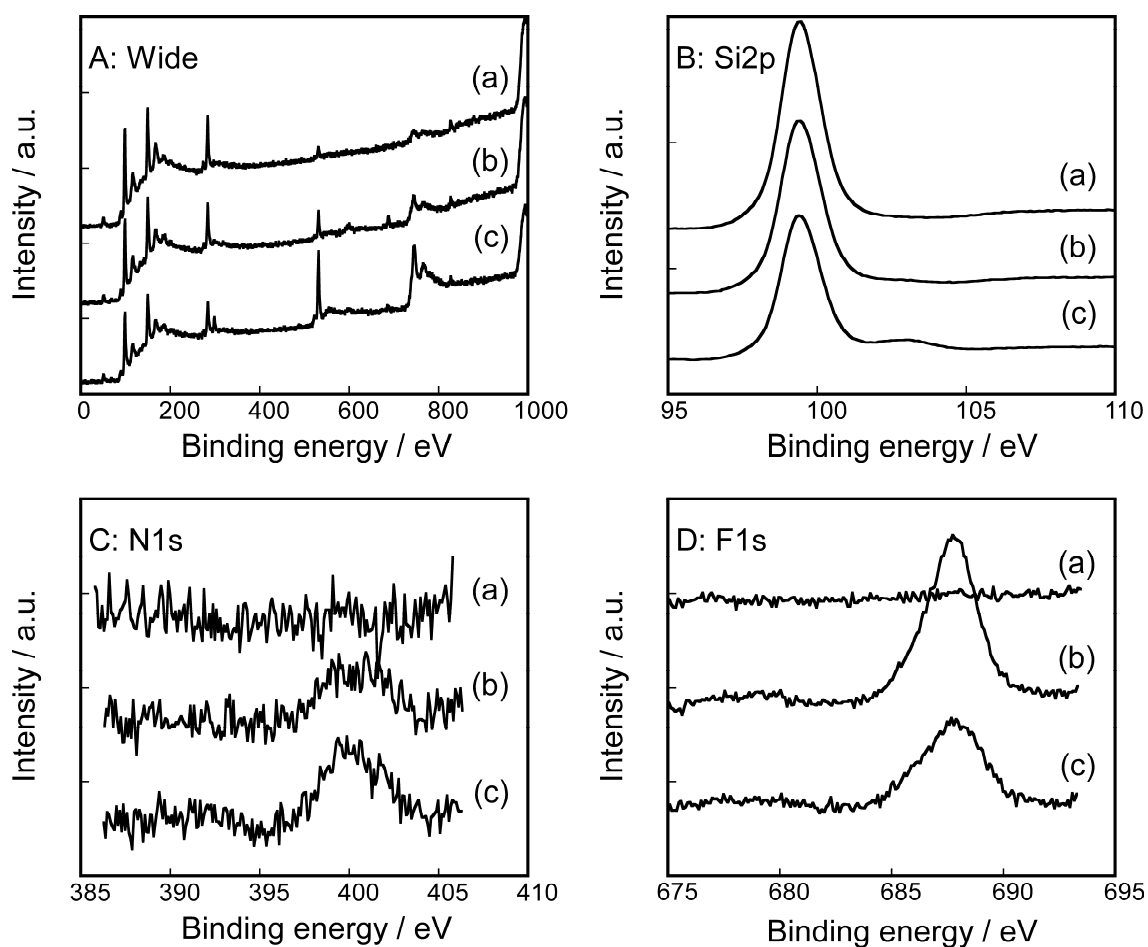 A: Wide
(a)
(b)
(c)
Intensity / a.u.
0 200 400 600 800 1000
Binding energy / eV
B: Si2p
(a)
(b)
(c)
Intensity / a.u.
95 100 105 110
Binding energy / eV
C: N1s
(a)
(b)
(c)
Intensity / a.u.
385 390 395 400 405 410
Binding energy / eV
D: F1s
(a)
(b)
(c)
Intensity / a.u.
675 680 685 690 695
Binding energy / eV